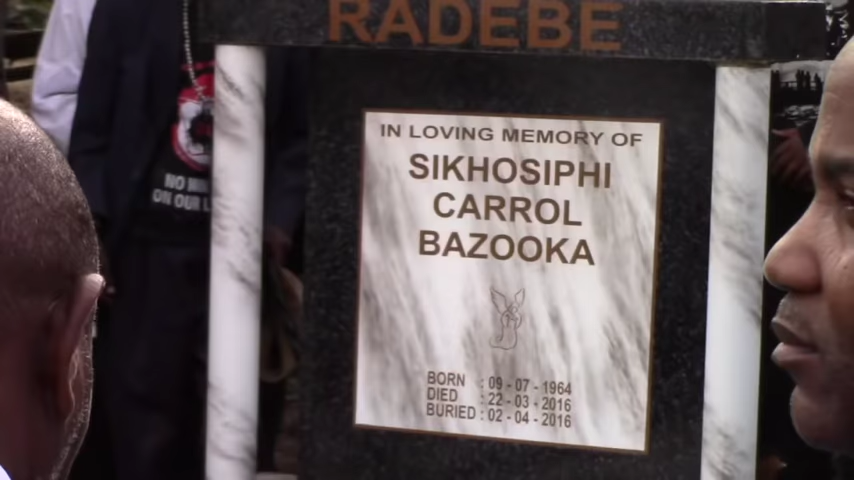 RADEBE
IN LOVING MEMORY OF
SIKHOSIPHI
CARROL
BAZOOKA
BORN : 09 - 07 - 1964
DIED : 22 - 03 - 2016
BURIED : 02 - 04 - 2016
NO
ON OUR